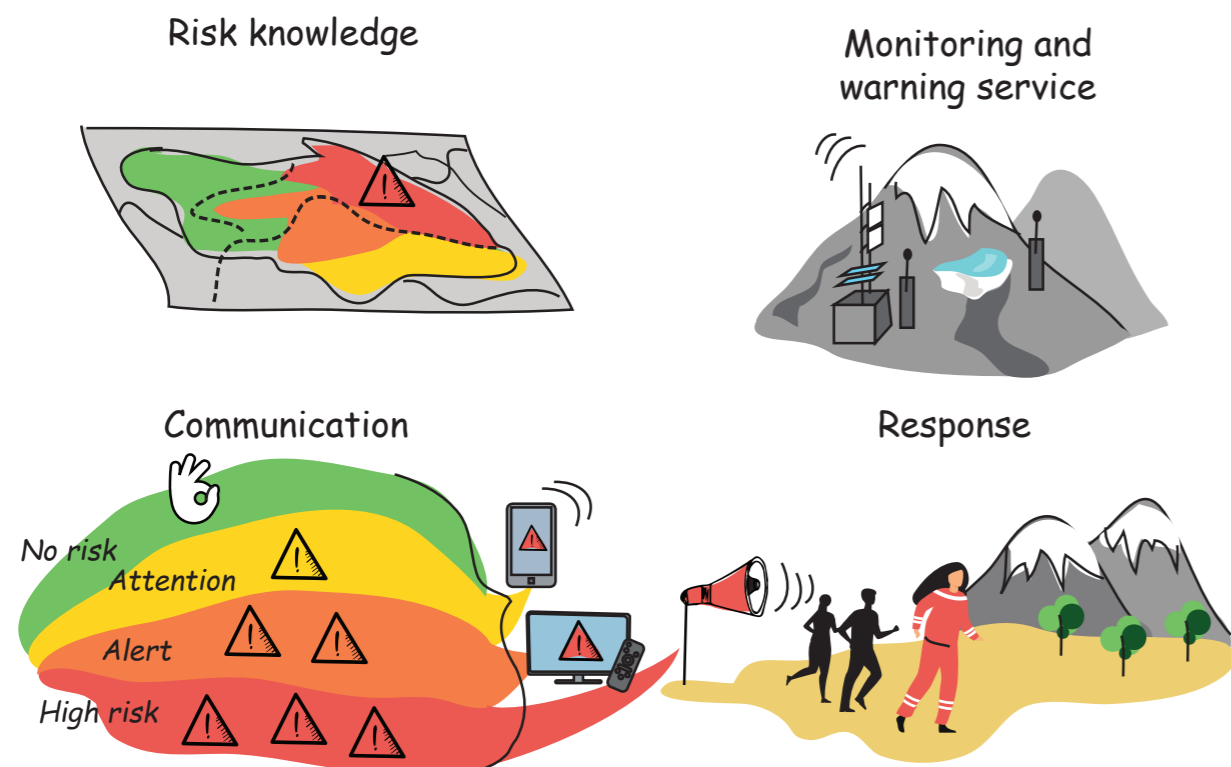 Risk knowledge
Monitoring and
warning service
Communication
No risk
Attention
Alert
High risk
Response